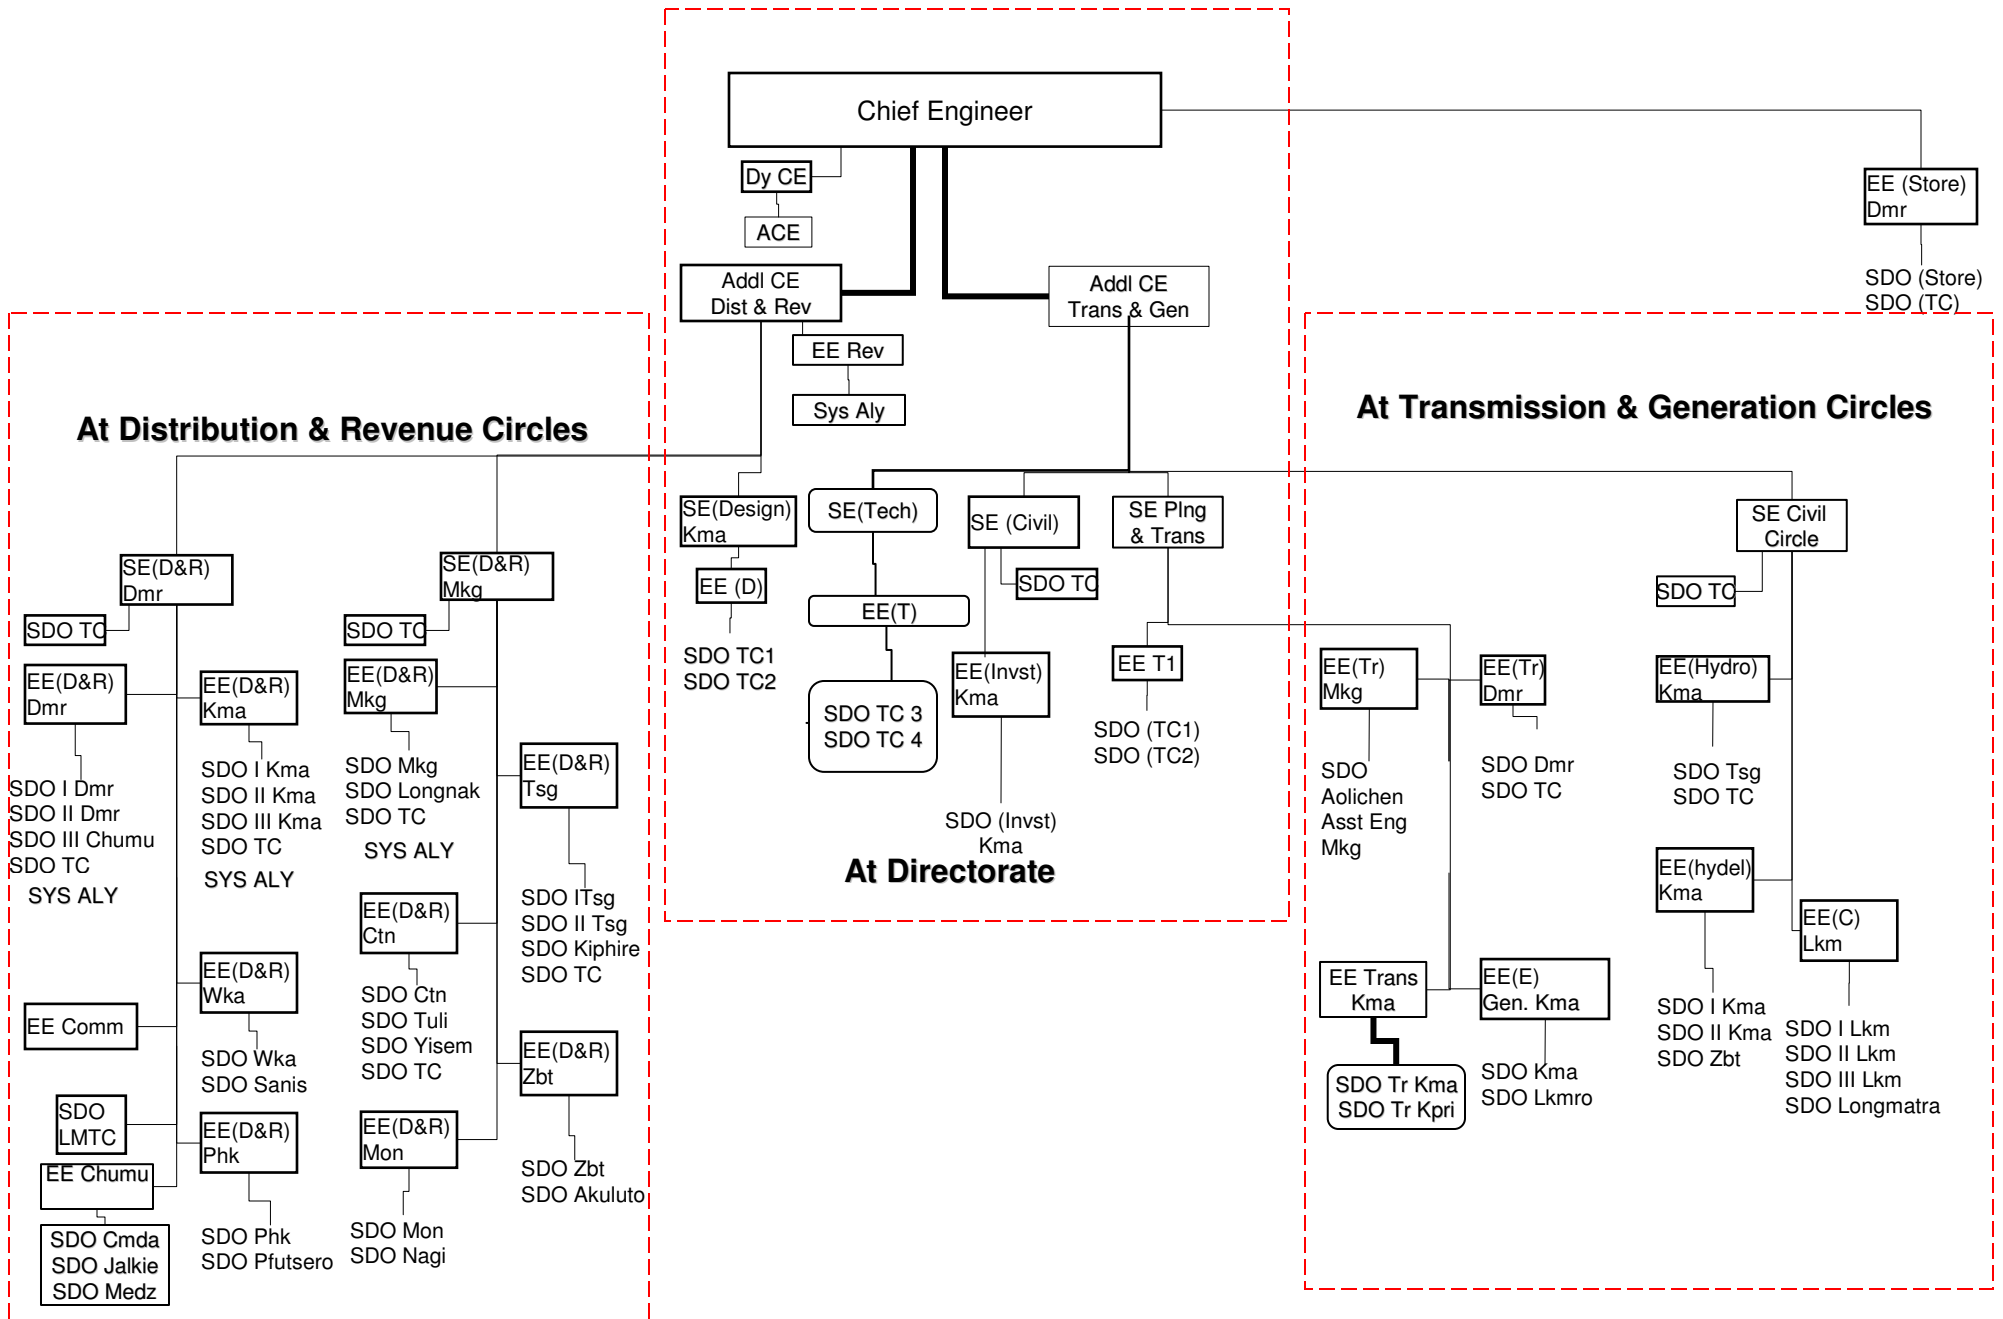 Chief Engineer
Dy CE
ACE
EE (Store)
Dmr
SDO (Store)
SDO (TC)
Addl CE
Dist & Rev
Addl CE
Trans & Gen
EE Rev
Sys Aly
At Distribution & Revenue Circles
SE(D&R)
Dmr
SDO TC
EE(D&R)
Dmr
SDO I Dmr
SDO II Dmr
SDO III Chumu
SDO TC
SYS ALY
EE(D&R)
Kma
SDO I Kma
SDO II Kma
SDO III Kma
SDO TC
SYS ALY
EE(D&R)
Wka
SDO Wka
SDO Sanis
EE Comm
SDO
LMTC
EE(D&R)
Phk
SDO Phk
SDO Pfutsero
EE Chumu
SDO Cmda
SDO Jalkie
SDO Medz
SE(D&R)
Mkg
SDO TC
EE(D&R)
Mkg
SDO Mkg
SDO Longnak
SDO TC
SYS ALY
EE(D&R)
Tsg
SDO ITsg
SDO II Tsg
SDO Kiphire
SDO TC
EE(D&R)
Ctn
SDO Ctn
SDO Tuli
SDO Yisem
SDO TC
EE(D&R)
Zbt
SDO Zbt
SDO Akuluto
EE(D&R)
Mon
SDO Mon
SDO Nagi
SE(Design)
Kma
EE (D)
SDO TC1
SDO TC2
SE(Tech)
EE(T)
SDO TC 3
SDO TC 4
SE (Civil)
SDO TC
EE(Invst)
Kma
SDO (Invst)
Kma
SE Plng
& Trans
EE T1
SDO (TC1)
SDO (TC2)
At Directorate
At Transmission & Generation Circles
EE(Tr)
Mkg
SDO
Aolichen
Asst Eng
Mkg
EE(Tr)
Dmr
SDO Dmr
SDO TC
EE Trans
Kma
SDO Tr Kma
SDO Tr Kpri
EE(E)
Gen. Kma
SDO Kma
SDO Lkmro
SE Civil
Circle
SDO TC
EE(Hydro)
Kma
SDO Tsg
SDO TC
EE(hydel)
Kma
SDO I Kma
SDO II Kma
SDO Zbt
EE(C)
Lkm
SDO I Lkm
SDO II Lkm
SDO III Lkm
SDO Longmatra